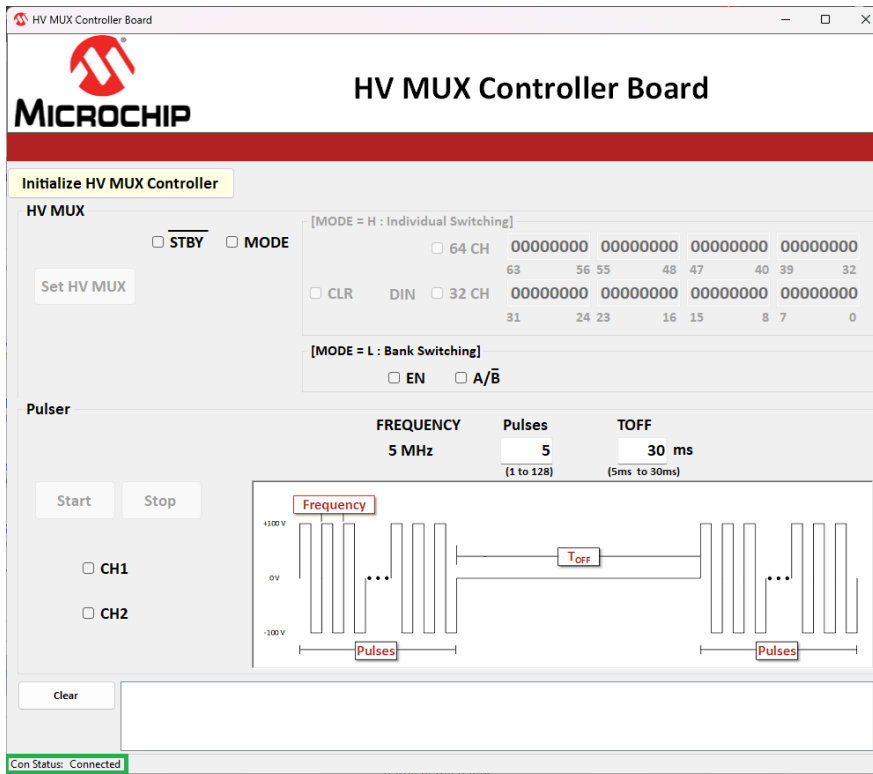 HV MUX Controller Board
MICROCHIP
HV MUX Controller Board
Initialize HV MUX Controller
HV MUX
STBY MODE
Set HV MUX
[MODE = H : Individual Switching]
64 CH 00000000 00000000 00000000 00000000
63 56 55 48 47 40 39 32
CLR DIN 32 CH 00000000 00000000 00000000 00000000
31 24 23 16 15 8 7 0
[MODE = L : Bank Switching]
EN A/B̅
Pulser
FREQUENCY Pulses TOFF
5 MHz 5 30 ms
(1 to 128) (5ms to 30ms)
Start Stop
CH1
CH2
Frequency
+100 V
TOFF
0 V
-100 V
Pulses Pulses
Clear
Con Status: Connected